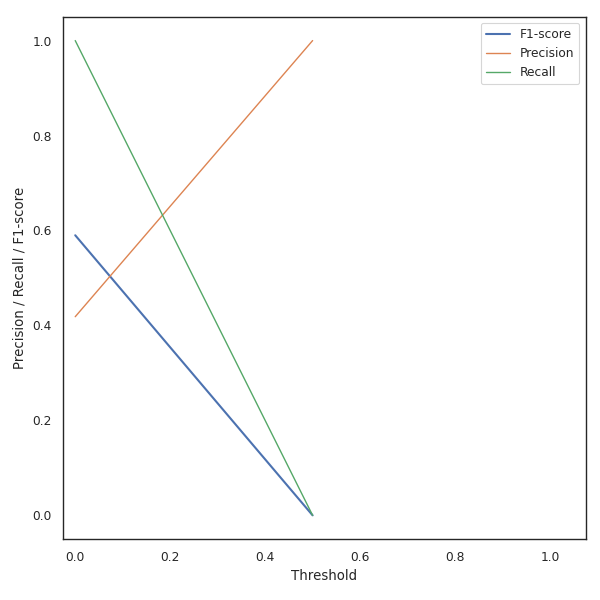 F1-score
Precision
Recall
Precision / Recall / F1-score
1.0
0.8
0.6
0.4
0.2
0.0
0.0 0.2 0.4 0.6 0.8 1.0
Threshold